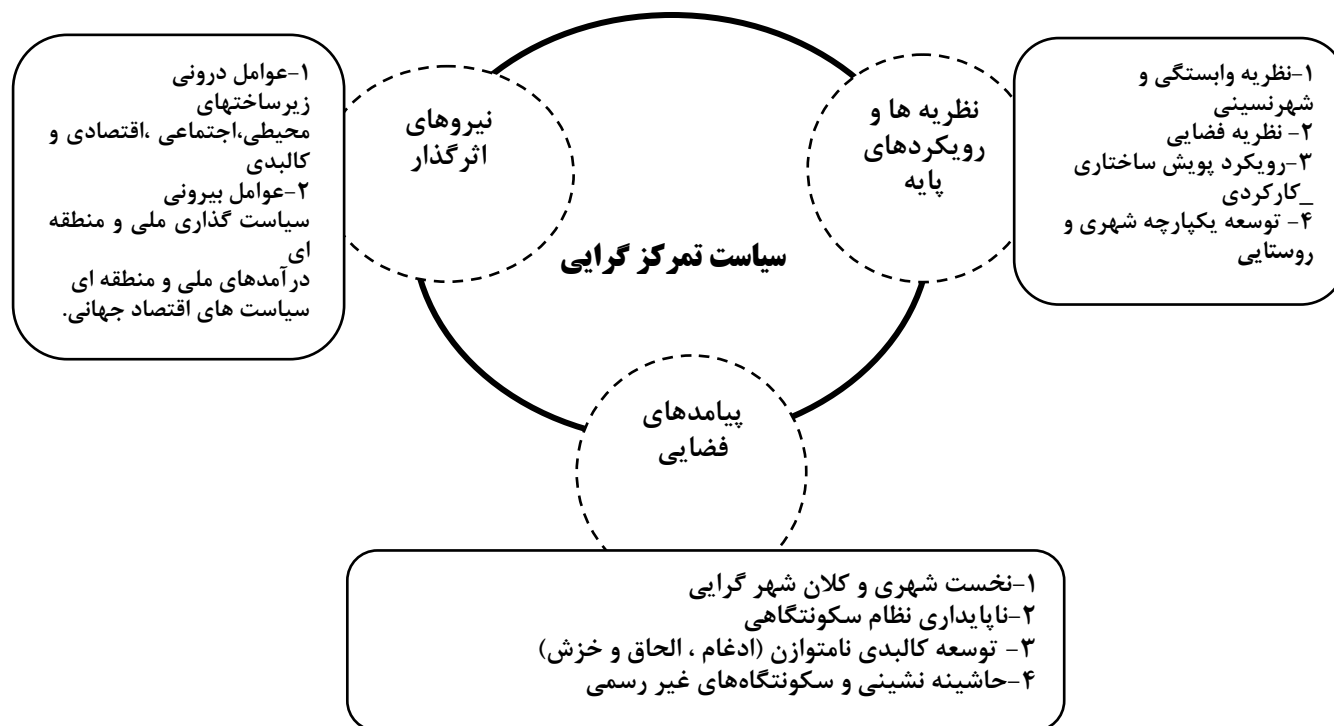 نظریه ها و
رویکردهای
پایه
۱-نظریه وابستگی و
شهرنسینی
۲- نظریه فضایی
۳-رویکرد پویش ساختاری
_کارکردی
۴- توسعه یکپارچه شهری و
روستایی
نیروهای
اثرگذار
۱-عوامل درونی
زیرساختهای
محیطی،اجتماعی ،اقتصادی و
کالبدی
۲-عوامل بیرونی
سیاست گذاری ملی و منطقه
ای
درآمدهای ملی و منطقه ای
سیاست های اقتصاد جهانی.
سیاست تمرکز گرایی
پیامدهای
فضایی
۱-نخست شهری و کلان شهر گرایی
۲-ناپایداری نظام سکونتگاهی
۳- توسعه کالبدی نامتوازن (ادغام ، الحاق و خزش)
۴-حاشینه نشینی و سکونتگاه‌های غیر رسمی